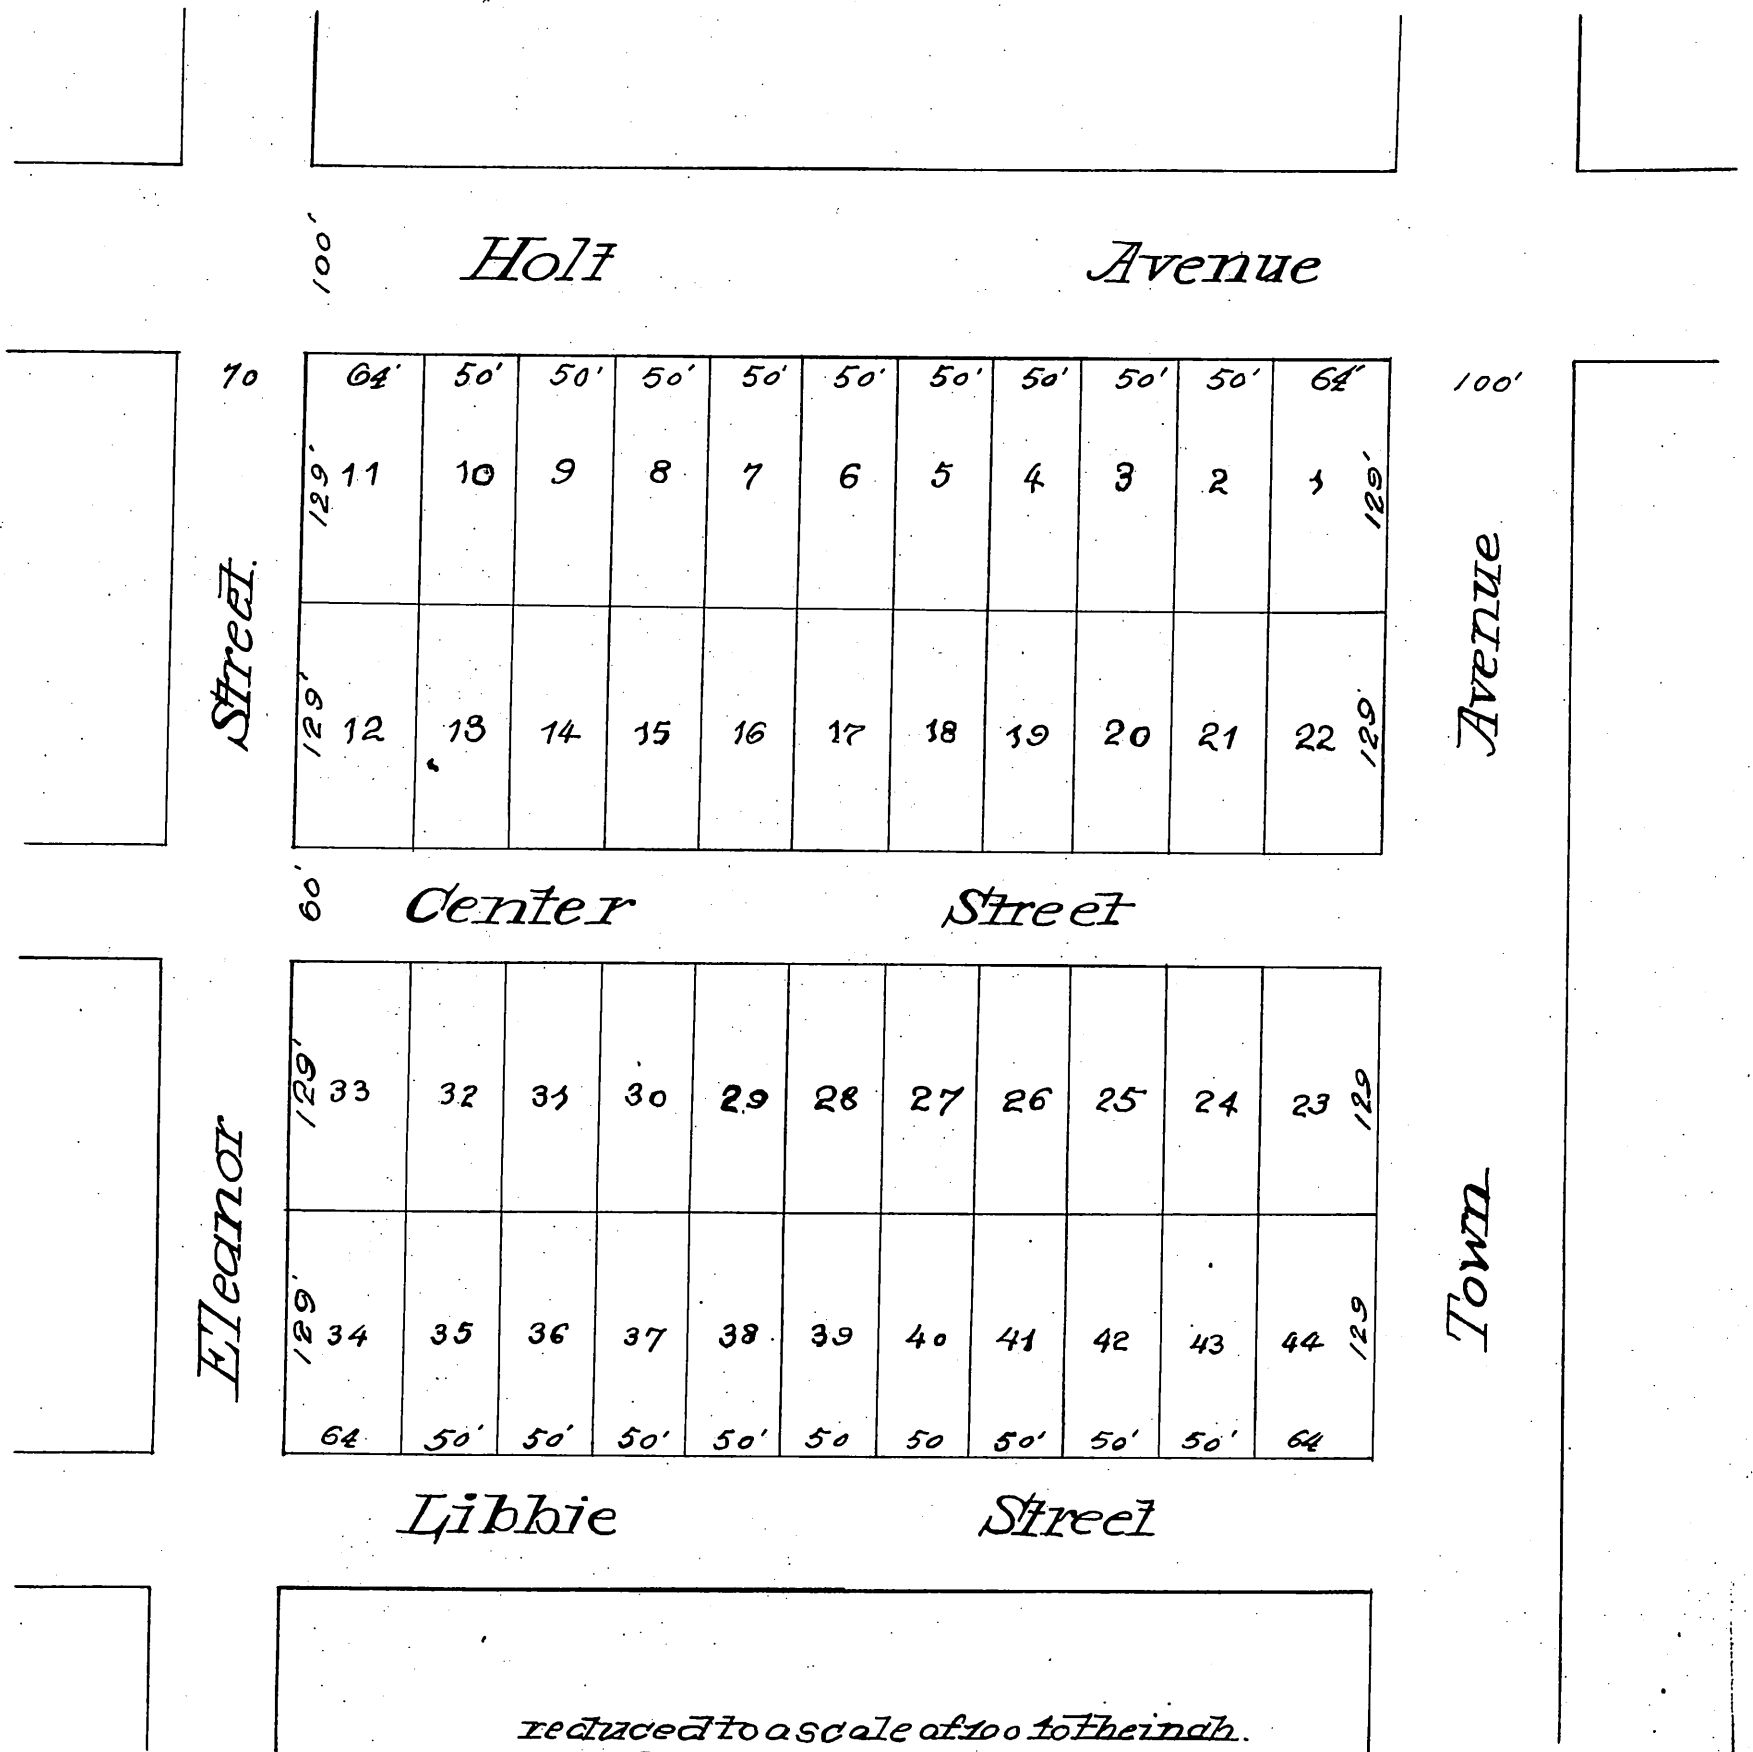 100' Holt Avenue
70 64' 50' 50' 50' 50' 50' 50' 50' 50' 50' 64' 100'
129' 11 10 9 8 7 6 5 4 3 2 1 129'
Street. Avenue
129' 12 13 14 15 16 17 18 19 20 21 22 129'
60' Center Street
129' 33 32 31 30 29 28 27 26 25 24 23 129
Eleanor Town
129' 34 35 36 37 38 39 40 41 42 43 44 129
64 50' 50' 50' 50' 50 50 50' 50' 50' 64
Libbie Street
reduced to a scale of 100 to the inch.